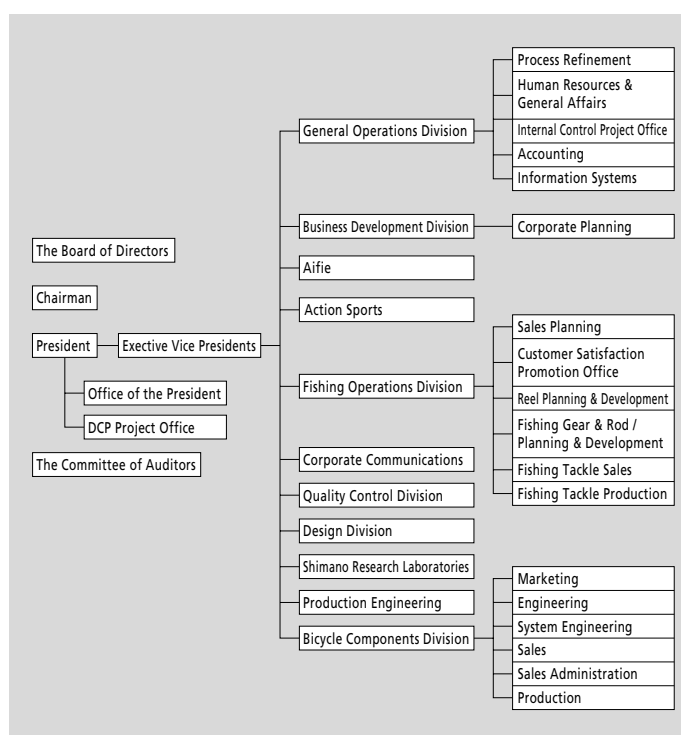 The Board of Directors
Chairman
President
Exective Vice Presidents
Office of the President
DCP Project Office
The Committee of Auditors
General Operations Division
Process Refinement
Human Resources &
General Affairs
Internal Control Project Office
Accounting
Information Systems
Business Development Division
Corporate Planning
Aifie
Action Sports
Fishing Operations Division
Sales Planning
Customer Satisfaction
Promotion Office
Reel Planning & Development
Fishing Gear & Rod /
Planning & Development
Fishing Tackle Sales
Fishing Tackle Production
Corporate Communications
Quality Control Division
Design Division
Shimano Research Laboratories
Production Engineering
Bicycle Components Division
Marketing
Engineering
System Engineering
Sales
Sales Administration
Production